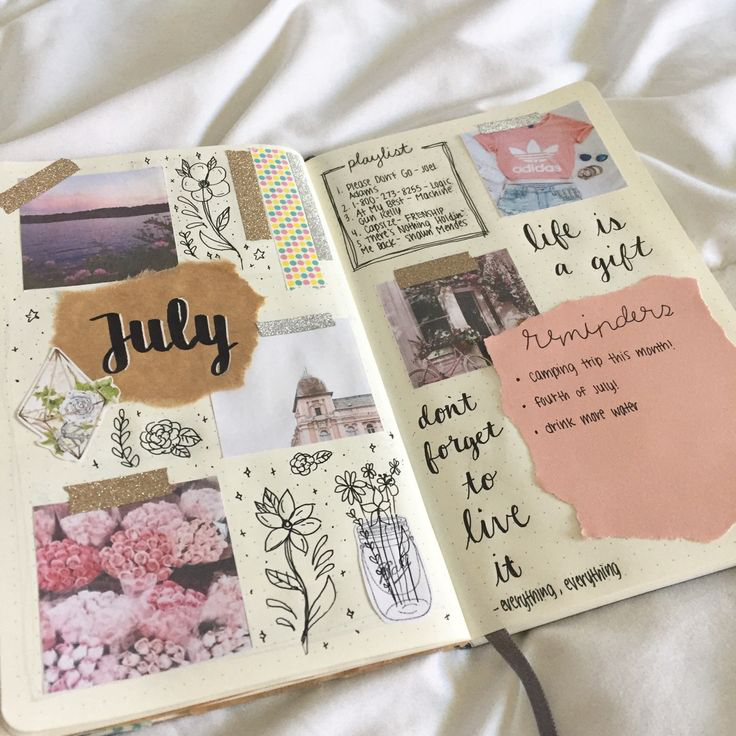 July
playlist
1. Please Don't Go - Joel
Adams
2. 1-800-273-8255 - Logic
3. At My Best - Machine
Gun Kelly
4. Capsize - FRENSHIP
5. There's Nothing Holdin'
Me Back - Shawn Mendes
adidas
life is
a gift
reminders
• camping trip this month!
• fourth of July!
• drink more water
don't
forget
to
live
it
- everything, everything